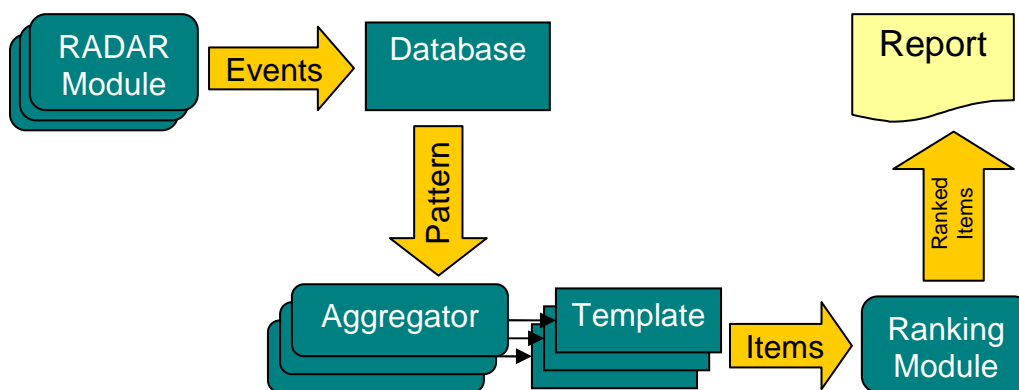 RADAR
Module
Events
Database
Report
Pattern
Ranked
Items
Aggregator
Template
Items
Ranking
Module